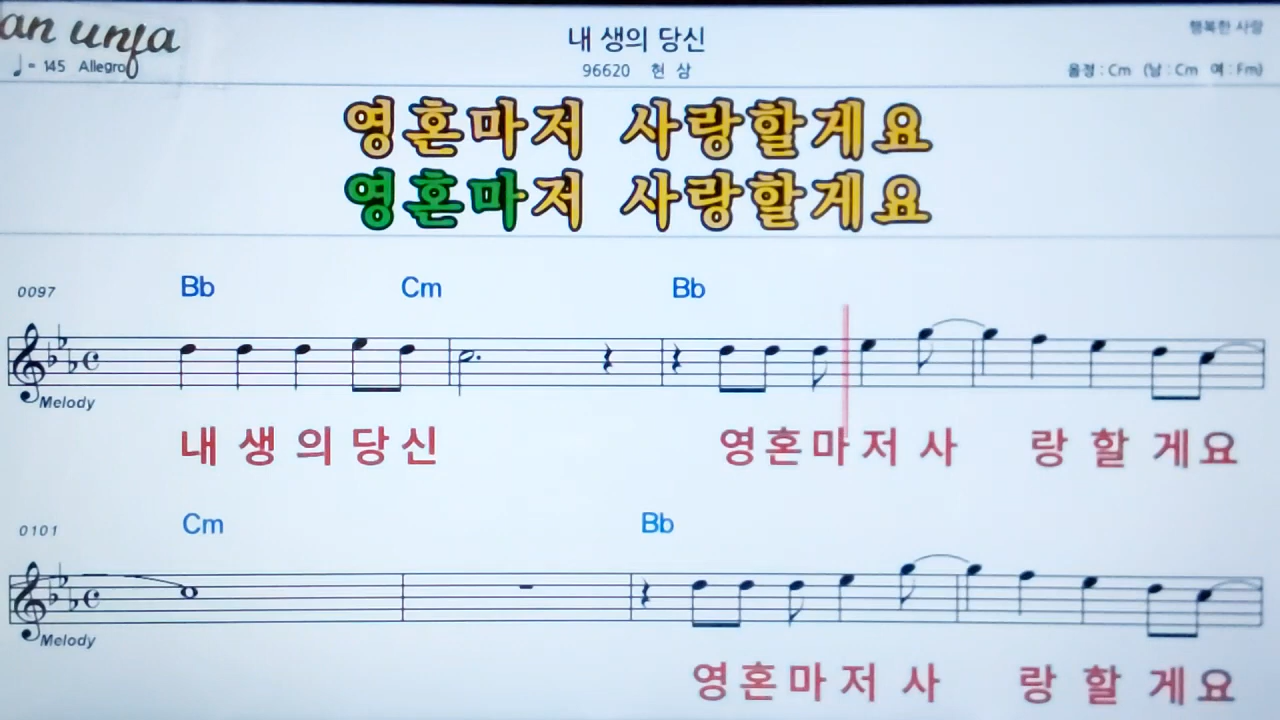 an unja
내 생의 당신
행복한 사랑
♩= 145 Allegro
96620 현 상
음정 : Cm (남 : Cm 여 : Fm)
영혼마저 사랑할게요
영혼마저 사랑할게요
0097 Bb Cm Bb
Melody
내 생 의 당 신 영 혼 마 저 사 랑 할 게 요
0101 Cm Bb
Melody
영 혼 마 저 사 랑 할 게 요